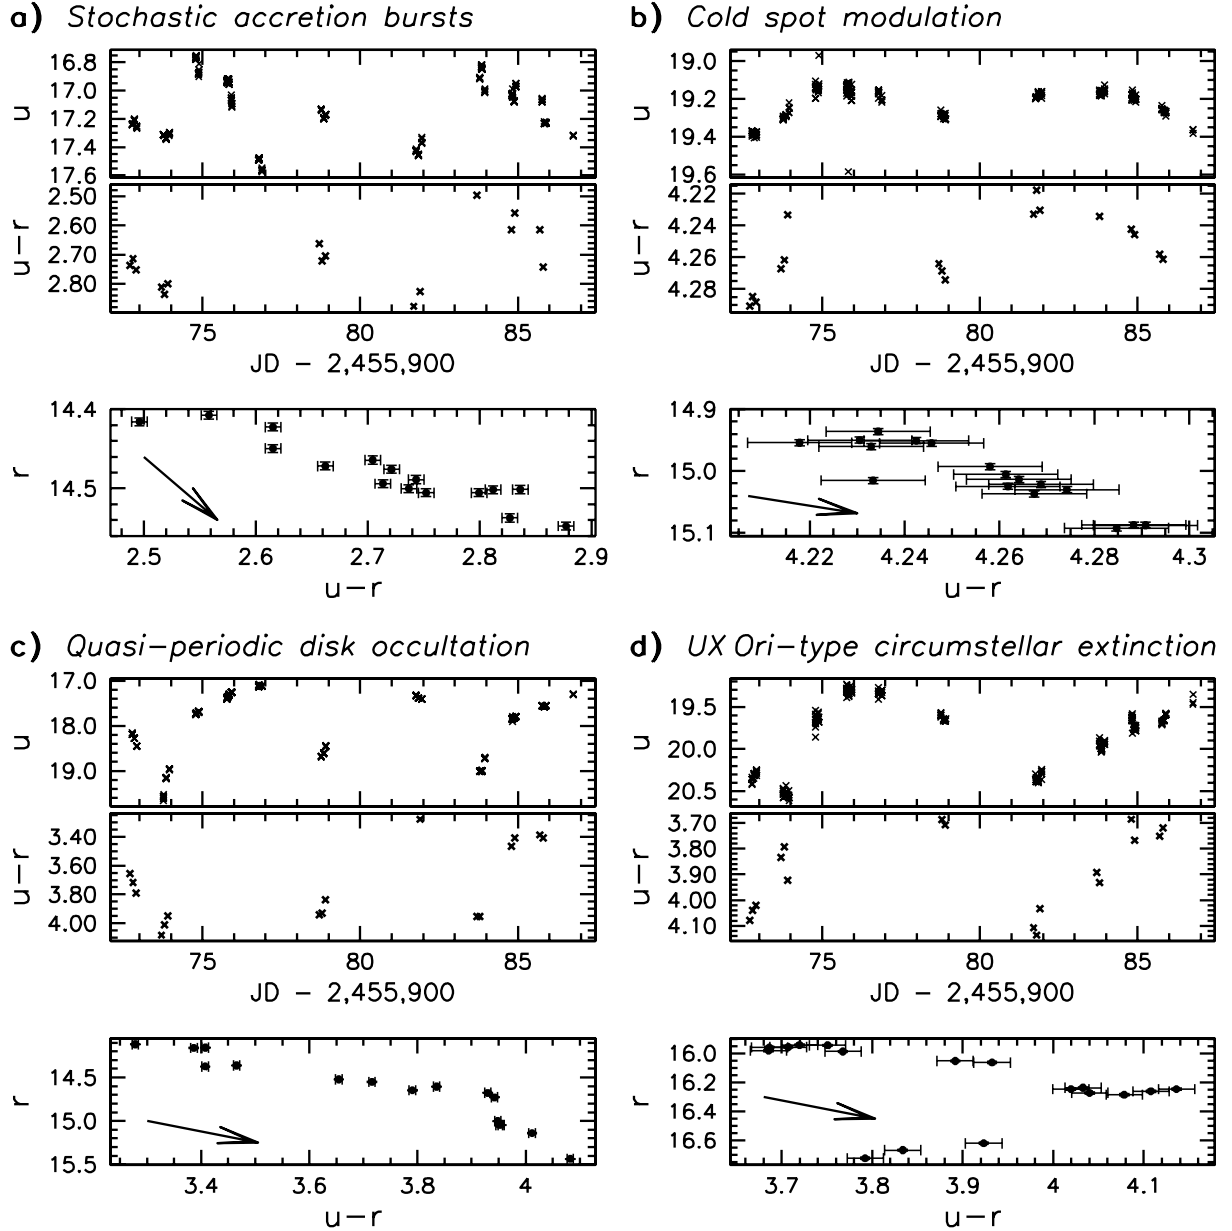 a) Stochastic accretion bursts
b) Cold spot modulation
16.8
17.0
17.2
17.4
17.6
u
2.50
2.60
2.70
2.80
u-r
75 80 85
JD - 2,455,900
14.4
14.5
r
2.5 2.6 2.7 2.8 2.9
u-r
19.0
19.2
19.4
19.6
u
4.22
4.24
4.26
4.28
u-r
75 80 85
JD - 2,455,900
14.9
15.0
15.1
r
4.22 4.24 4.26 4.28 4.3
u-r
c) Quasi-periodic disk occultation
d) UX Ori-type circumstellar extinction
17.0
18.0
19.0
u
3.40
3.60
3.80
4.00
u-r
75 80 85
JD - 2,455,900
14.5
15.0
15.5
r
3.4 3.6 3.8 4
u-r
19.5
20.0
20.5
u
3.70
3.80
3.90
4.00
4.10
u-r
75 80 85
JD - 2,455,900
16.0
16.2
16.4
16.6
r
3.7 3.8 3.9 4 4.1
u-r